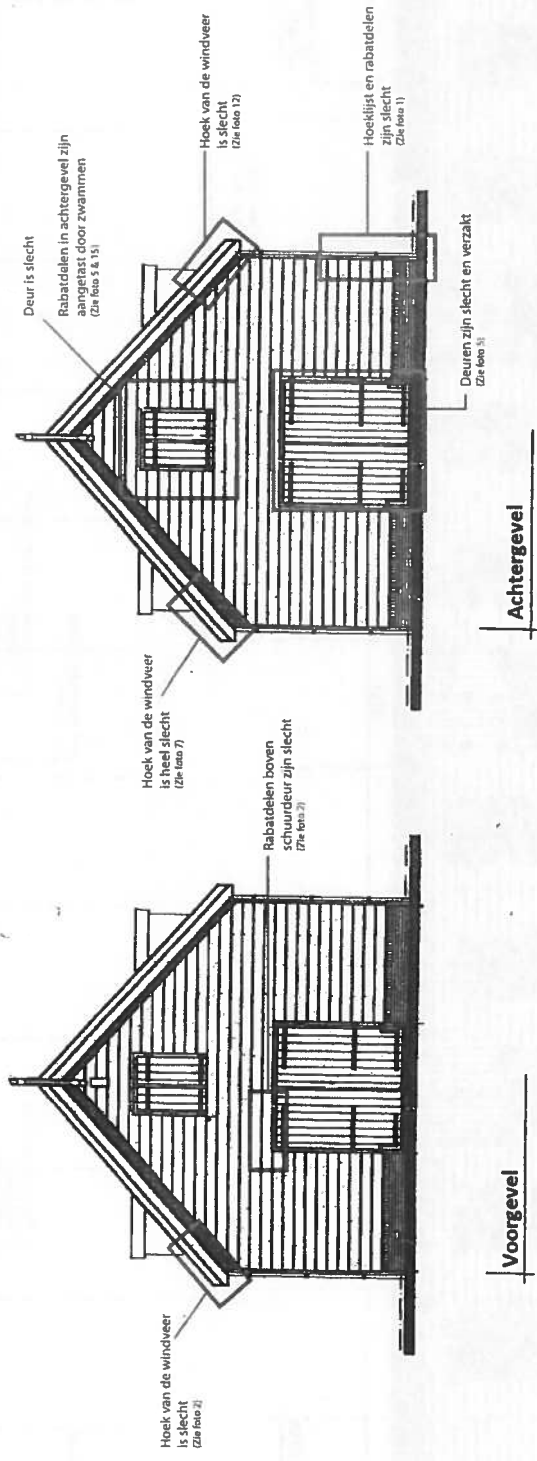 Hoek van de windveer
is slecht
(Zie foto 2)
Rabatdelen boven
schuurdeur zijn slecht
(Zie foto 2)
Voorgevel
Hoek van de windveer
is heel slecht
(Zie foto 7)
Deur is slecht
Rabatdelen in achtergevel zijn
aangetast door zwammen
(Zie foto 5 & 15)
Hoek van de windveer
is slecht
(Zie foto 12)
Hoeklijst en rabatdelen
zijn slecht
(Zie foto 1)
Deuren zijn slecht en verzakt
(Zie foto 5)
Achtergevel